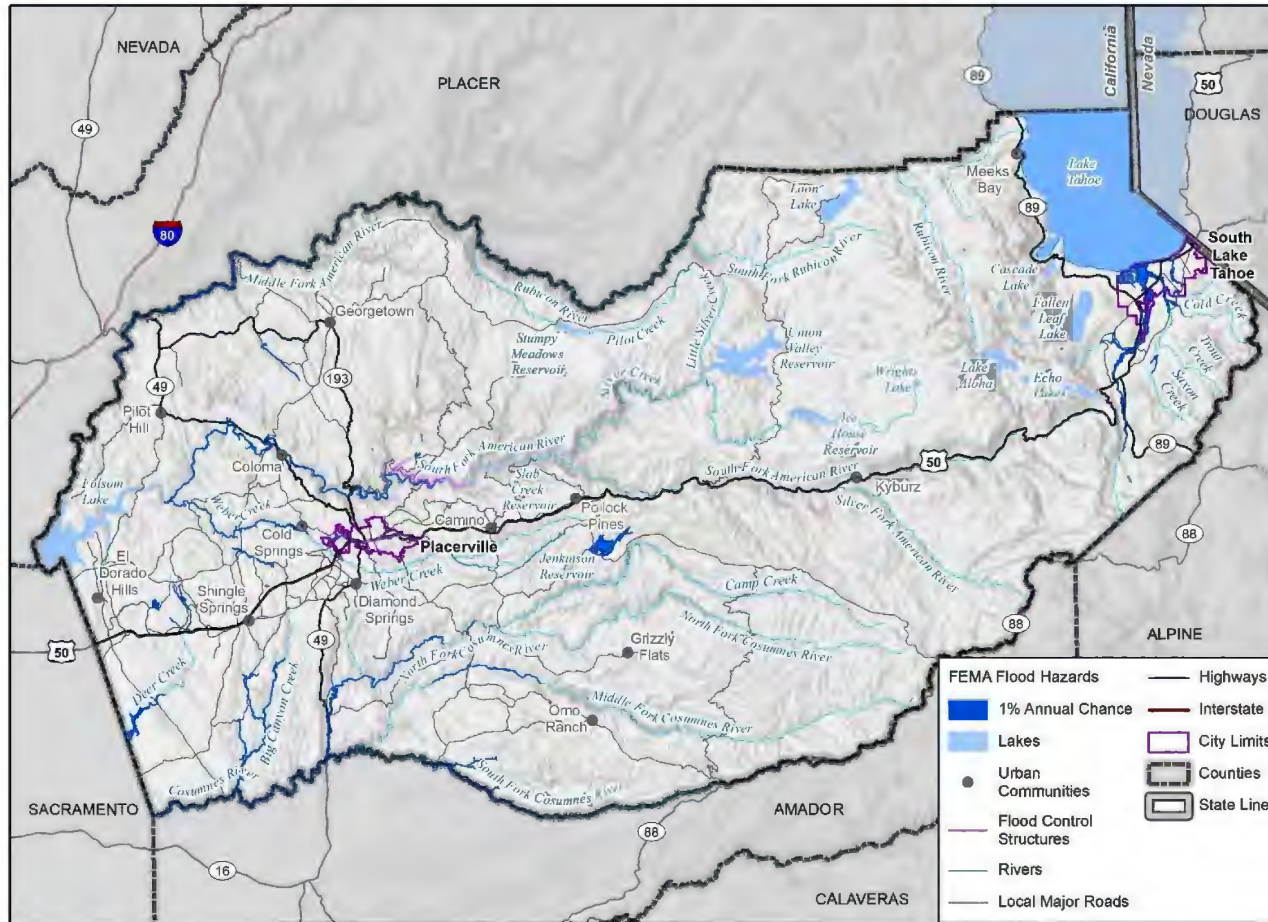 NEVADA
PLACER
89
California
Nevada
50
DOUGLAS
49
80
Lake
Tahoe
Meeks
Bay
89
Loon
Lake
South
Lake
Tahoe
Middle Fork American River
Rubicon River
South Fork Rubicon River
Rubicon River
Cascade
Lake
Cold Creek
Georgetown
Pilot Creek
Little Silver Creek
Fallen
Leaf
Lake
Stumpy
Meadows
Reservoir
Union
Valley
Reservoir
Trout
Creek
Saxon
Creek
193
49
Silver Creek
Wrights
Lake
Lake
Aloha
Echo
Lakes
Pilot
Hill
Ice
House
Reservoir
89
Coloma
South Fork American River
South Fork American River
50
Kyburz
Folsom
Lake
Slab
Creek
Reservoir
Weber Creek
Camino
Pollock
Pines
Silver Fork American River
88
Cold
Springs
Placerville
El
Dorado
Hills
Weber Creek
Jenkinson
Reservoir
Shingle
Springs
Diamond
Springs
Camp Creek
88
50
49
North Fork Cosumnes River
North Fork Cosumnes River
Grizzly
Flats
ALPINE
Deer Creek
Big Canyon Creek
Middle Fork Cosumnes River
Omo
Ranch
Cosumnes River
South Fork Cosumnes River
SACRAMENTO
AMADOR
88
16
CALAVERAS
FEMA Flood Hazards
1% Annual Chance
Lakes
Urban
Communities
Flood Control
Structures
Rivers
Local Major Roads
Highways
Interstate
City Limits
Counties
State Line